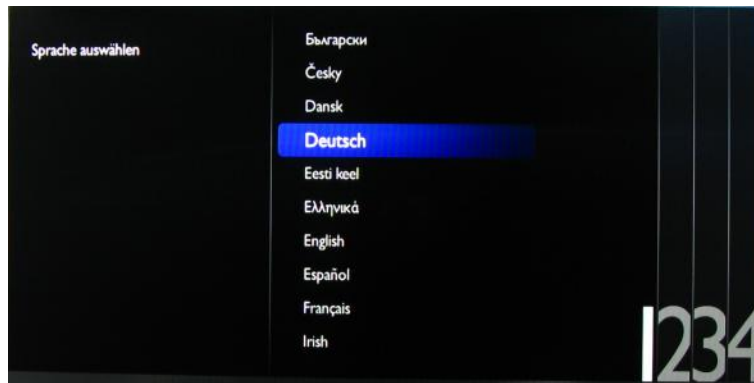 Sprache auswählen
Български
Česky
Dansk
Deutsch
Eesti keel
Ελληνικά
English
Español
Français
Irish
1234